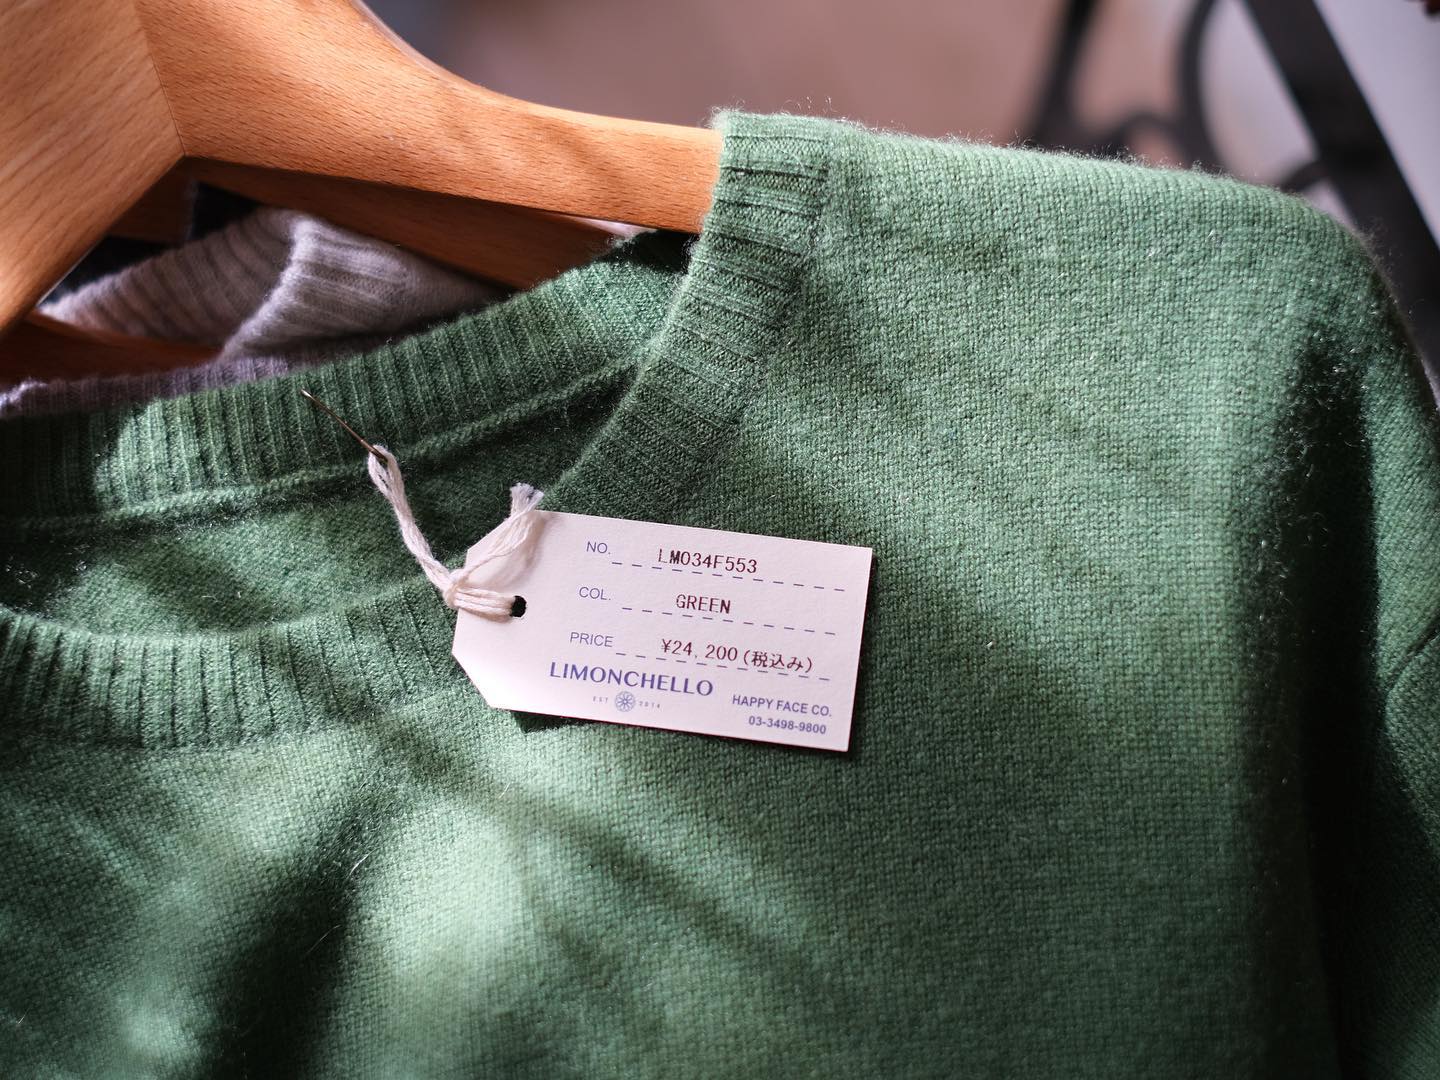 NO. LM034F553
COL. GREEN
PRICE ¥24,200(税込み)
LIMONCHELLO
EST 2014
HAPPY FACE CO.
03-3498-9800